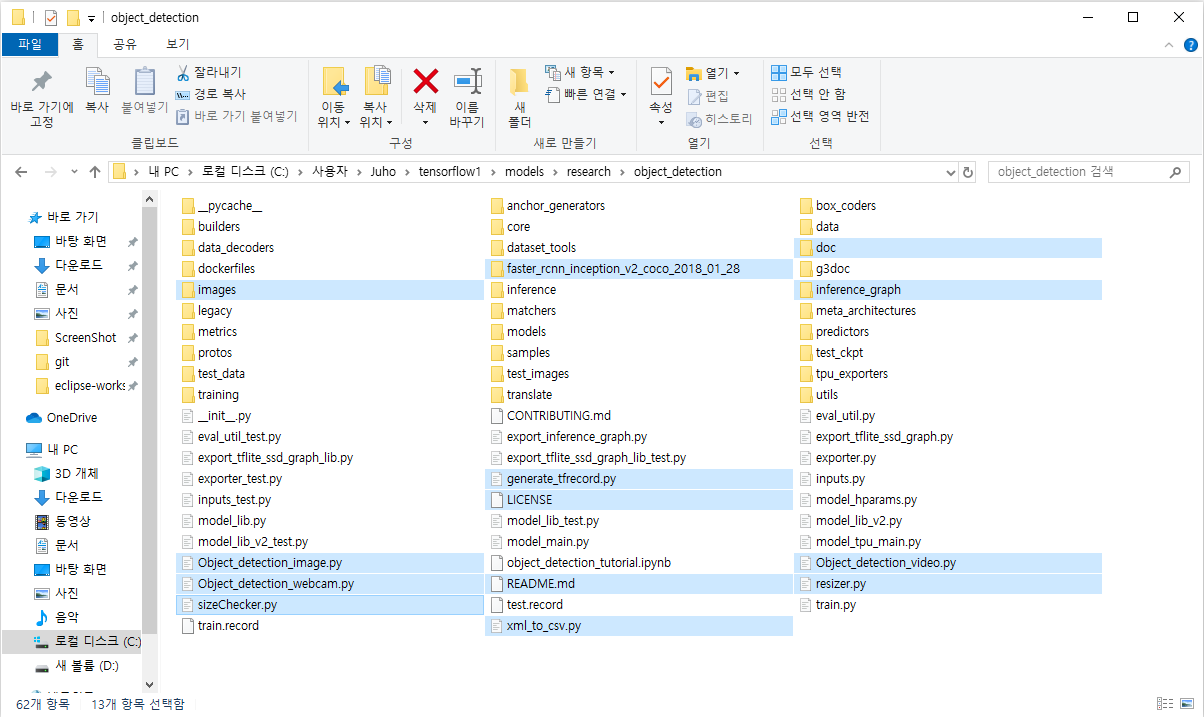 object_detection
파일
홈
공유
보기
바로 가기에
고정
복사
붙여넣기
잘라내기
경로 복사
바로 가기 붙여넣기
클립보드
이동
위치
복사
위치
삭제
이름
바꾸기
구성
새
폴더
새 항목
빠른 연결
새로 만들기
속성
열기
편집
히스토리
열기
모두 선택
선택 안 함
선택 영역 반전
선택
내 PC > 로컬 디스크 (C:) > 사용자 > Juho > tensorflow1 > models > research > object_detection
object_detection 검색
바로 가기
바탕 화면
다운로드
문서
사진
ScreenShot
git
eclipse-works
OneDrive
내 PC
3D 개체
다운로드
동영상
문서
바탕 화면
사진
음악
로컬 디스크 (C:)
새 볼륨 (D:)
__pycache__ anchor_generators box_coders
builders core data
data_decoders dataset_tools doc
dockerfiles faster_rcnn_inception_v2_coco_2018_01_28 g3doc
images inference inference_graph
legacy matchers meta_architectures
metrics models predictors
protos samples test_ckpt
test_data test_images tpu_exporters
training translate utils
__init__.py CONTRIBUTING.md eval_util.py
eval_util_test.py export_inference_graph.py export_tflite_ssd_graph.py
export_tflite_ssd_graph_lib.py export_tflite_ssd_graph_lib_test.py exporter.py
exporter_test.py generate_tfrecord.py inputs.py
inputs_test.py LICENSE model_hparams.py
model_lib.py model_lib_test.py model_lib_v2.py
model_lib_v2_test.py model_main.py model_tpu_main.py
Object_detection_image.py object_detection_tutorial.ipynb Object_detection_video.py
Object_detection_webcam.py README.md resizer.py
sizeChecker.py test.record train.py
train.record xml_to_csv.py
62개 항목 13개 항목 선택함